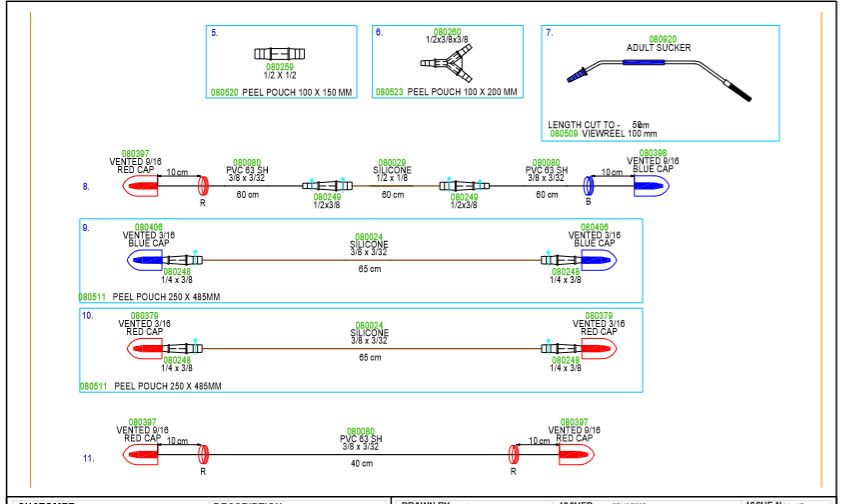 5.
080259
1/2 X 1/2
080520 PEEL POUCH 100 X 150 MM
6.
080260
1/2x3/8x3/8
080523 PEEL POUCH 100 X 200 MM
7.
080920
ADULT SUCKER
LENGTH CUT TO -
080509 VIEWREEL 100 mm
8.
080397
VENTED 9/16
RED CAP
10 cm
R
080080
PVC 63 SH
3/8 x 3/32
60 cm
080249
1/2x3/8
080029
SILICONE
1/2 x 1/8
60 cm
080249
1/2x3/8
080080
PVC 63 SH
3/8 x 3/32
60 cm
B
10 cm
080398
VENTED 9/16
BLUE CAP
9.
080406
VENTED 3/16
BLUE CAP
080248
1/4 x 3/8
080024
SILICONE
3/8 x 3/32
65 cm
080406
VENTED 3/16
BLUE CAP
080248
1/4 x 3/8
080511 PEEL POUCH 250 X 485MM
10.
080379
VENTED 3/16
RED CAP
080248
1/4 x 3/8
080024
SILICONE
3/8 x 3/32
65 cm
080379
VENTED 3/16
RED CAP
080248
1/4 x 3/8
080511 PEEL POUCH 250 X 485MM
11.
080397
VENTED 9/16
RED CAP
10 cm
R
080080
PVC 63 SH
3/8 x 3/32
40 cm
R
10 cm
080397
VENTED 9/16
RED CAP